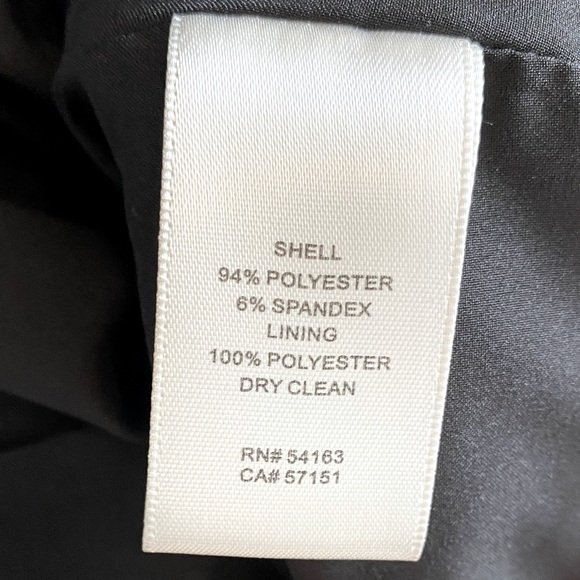 SHELL
94% POLYESTER
6% SPANDEX
LINING
100% POLYESTER
DRY CLEAN
RN# 54163
CA# 57151